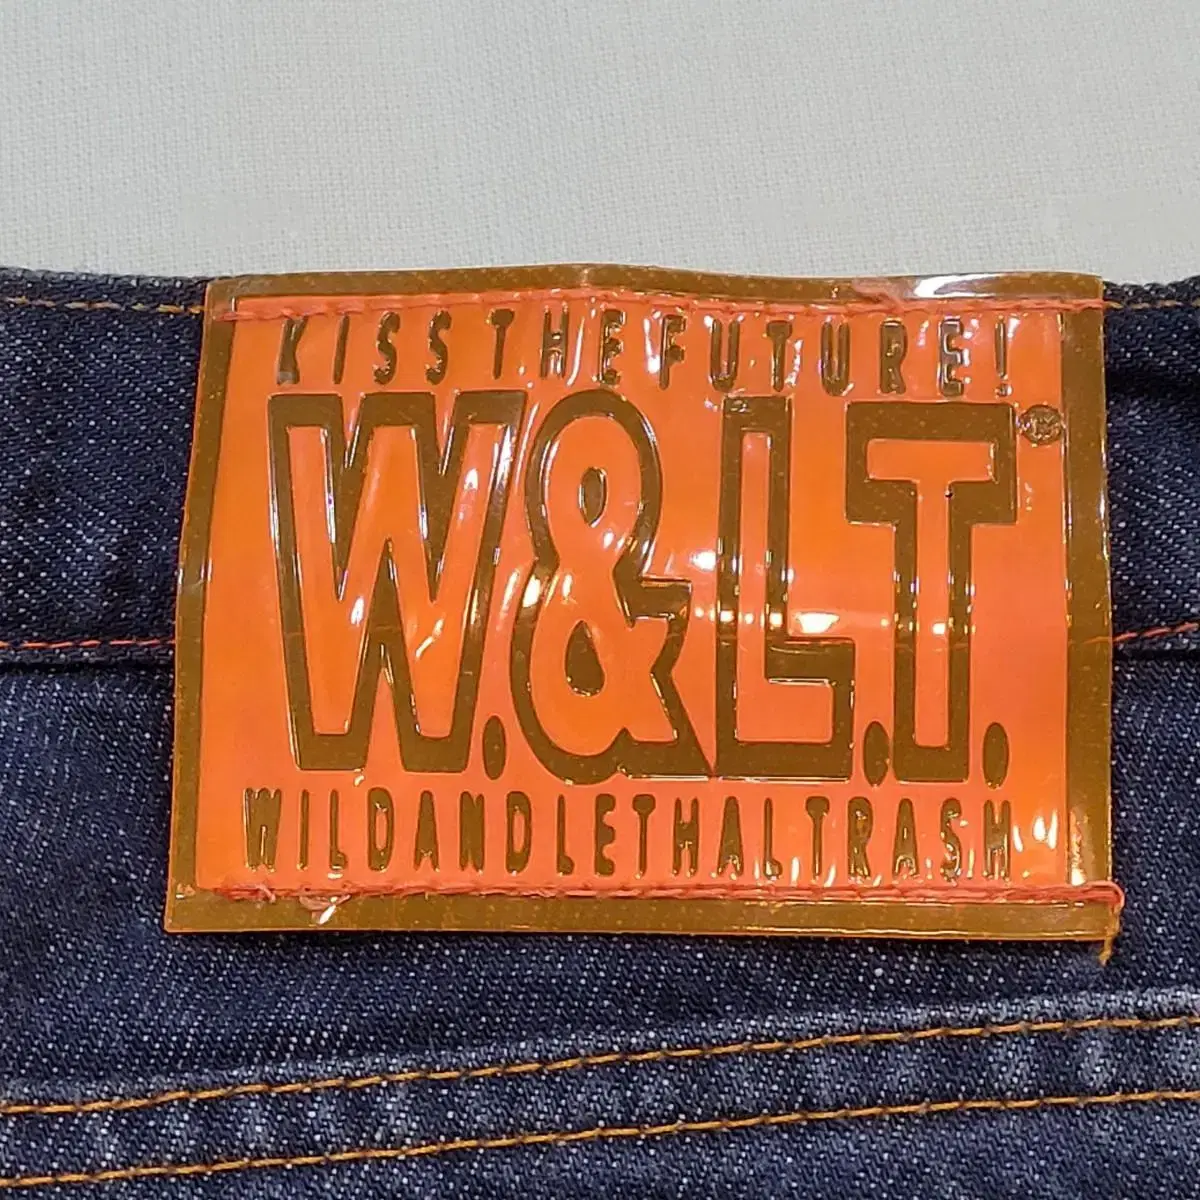 KISS THE FUTURE!
W.&L.T.
WILDANDLETHALTRASH